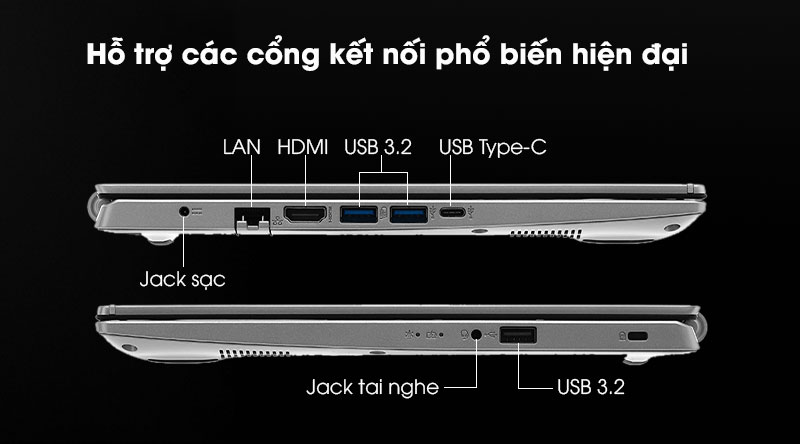 Hỗ trợ các cổng kết nối phổ biến hiện đại
LAN HDMI USB 3.2 USB Type-C
Jack sạc
Jack tai nghe USB 3.2